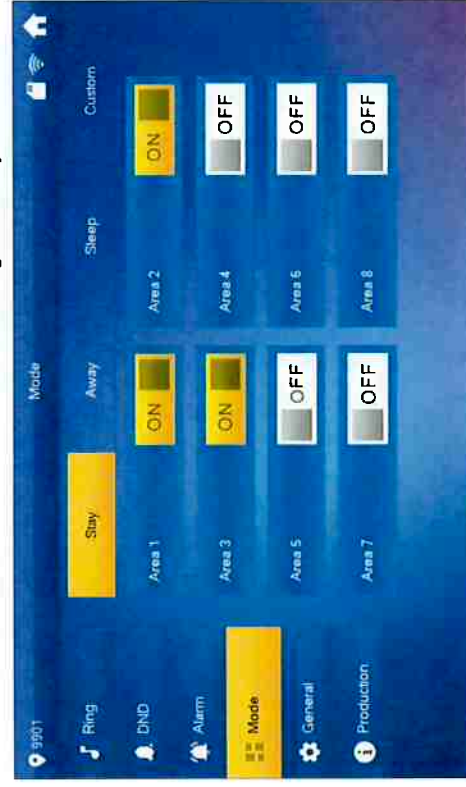 9901
Mode
Ring
DND
Alarm
Mode
General
Production
Stay
Away
Sleep
Custom
Area 1
ON
Area 2
ON
Area 3
ON
Area 4
OFF
Area 5
OFF
Area 6
OFF
Area 7
OFF
Area 8
OFF